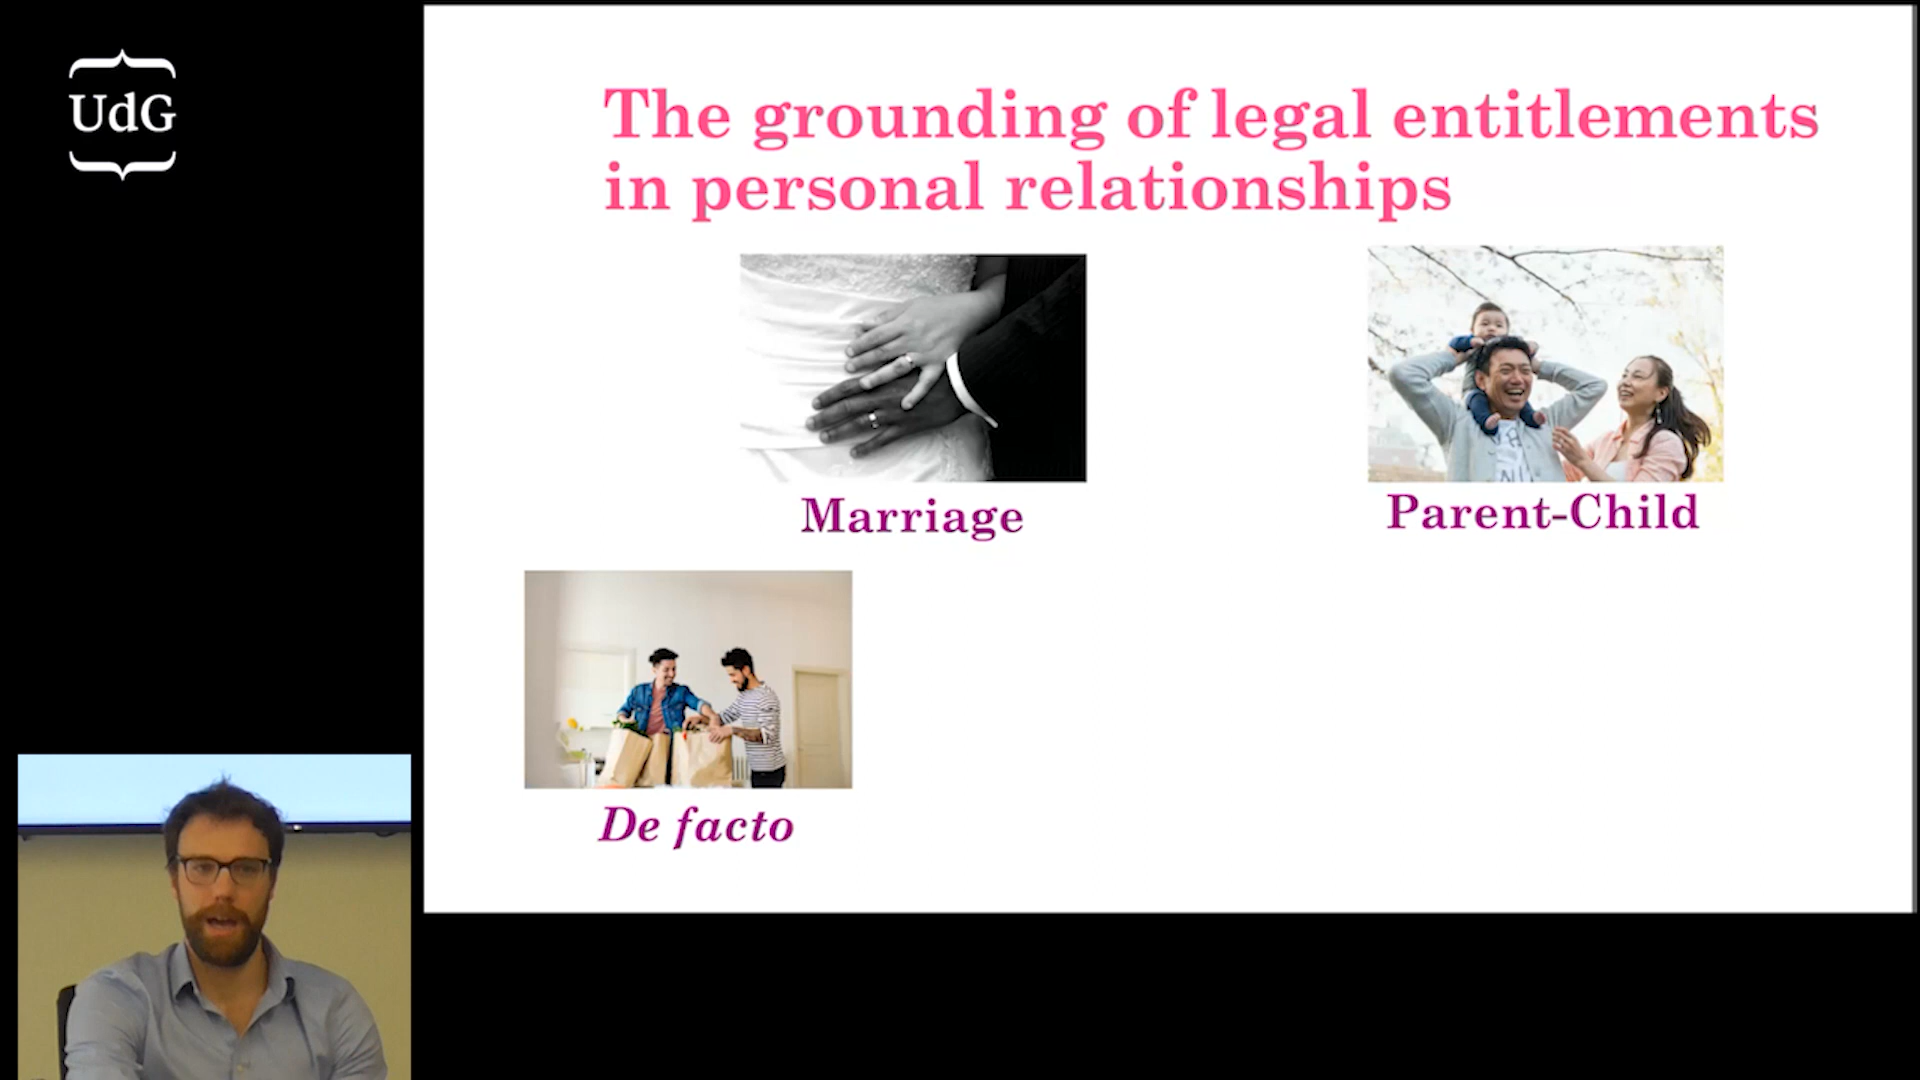 UdG
The grounding of legal entitlements
in personal relationships
Marriage
Parent-Child
De facto